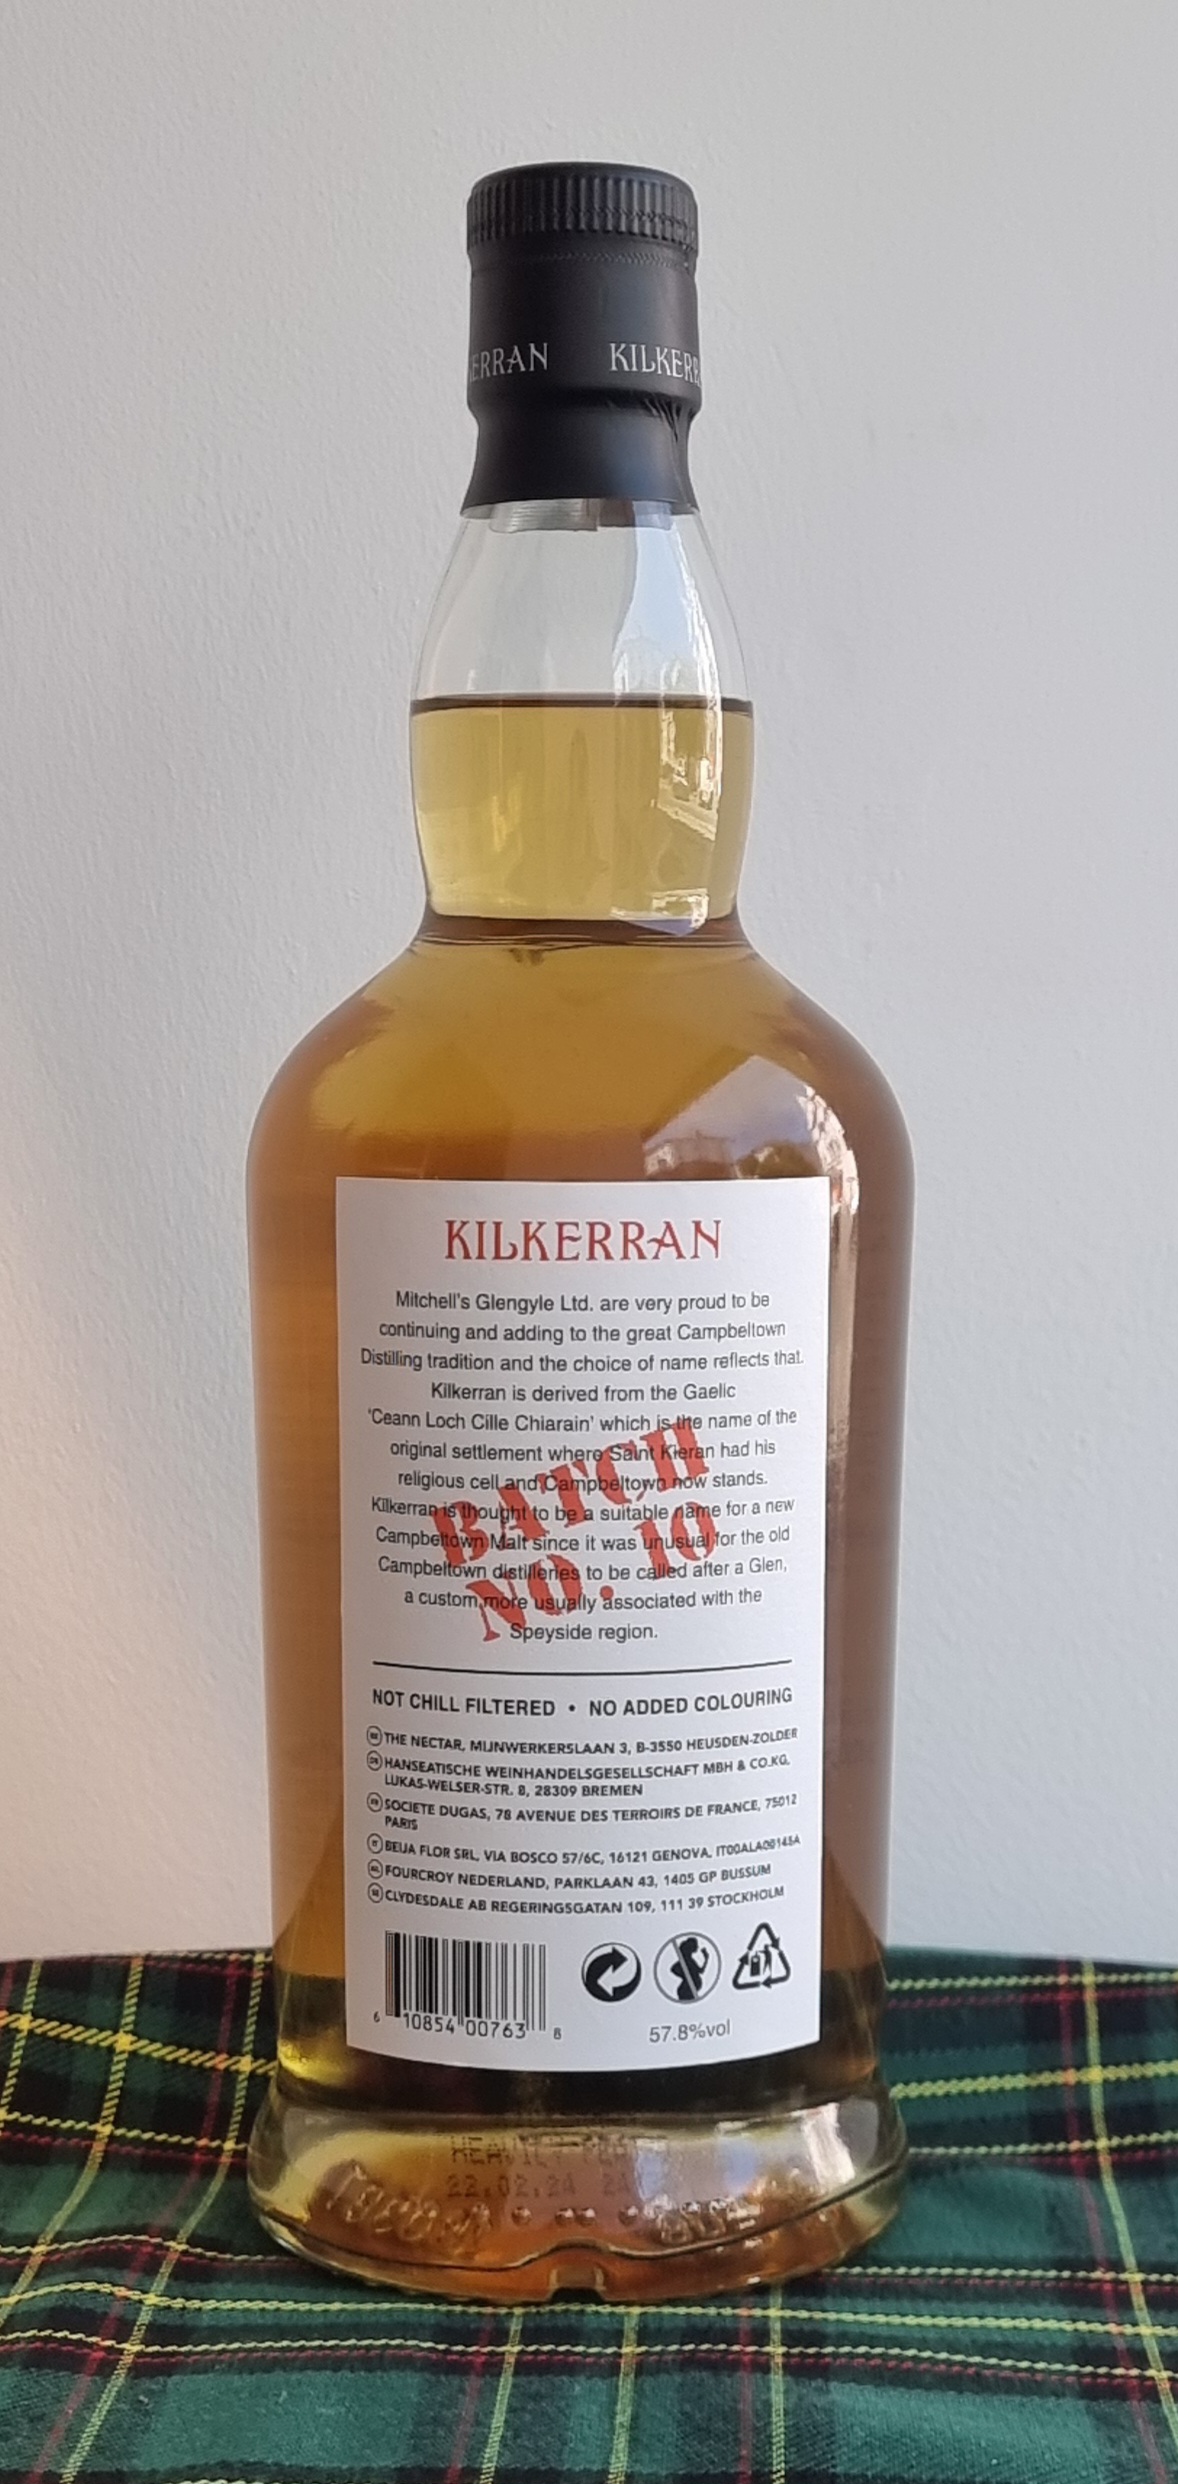 KILKERRAN
Mitchell's Glengyle Ltd. are very proud to be
continuing and adding to the great Campbeltown
Distilling tradition and the choice of name reflects that.
Kilkerran is derived from the Gaelic
'Ceann Loch Cille Chiarain' which is the name of the
original settlement where Saint Kieran had his
religious cell and Campbeltown now stands.
Kilkerran is thought to be a suitable name for a new
Campbeltown Malt since it was unusual for the old
Campbeltown distilleries to be called after a Glen,
a custom more usually associated with the
Speyside region.
BATCH
NO. 10
NOT CHILL FILTERED • NO ADDED COLOURING
THE NECTAR, MIJNWERKERSLAAN 3, B-3550 HEUSDEN-ZOLDER
HANSEATISCHE WEINHANDELSGESELLSCHAFT MBH & CO.KG,
LUKAS-WELSER-STR. 8, 28309 BREMEN
SOCIETE DUGAS, 78 AVENUE DES TERROIRS DE FRANCE, 75012
PARIS
BEIJA FLOR SRL, VIA BOSCO 57/6C, 16121 GENOVA, IT00ALA00145A
FOURCROY NEDERLAND, PARKLAAN 43, 1405 GP BUSSUM
CLYDESDALE AB REGERINGSGATAN 109, 111 39 STOCKHOLM
6 10854 00763 8
57.8%vol
22.02.24